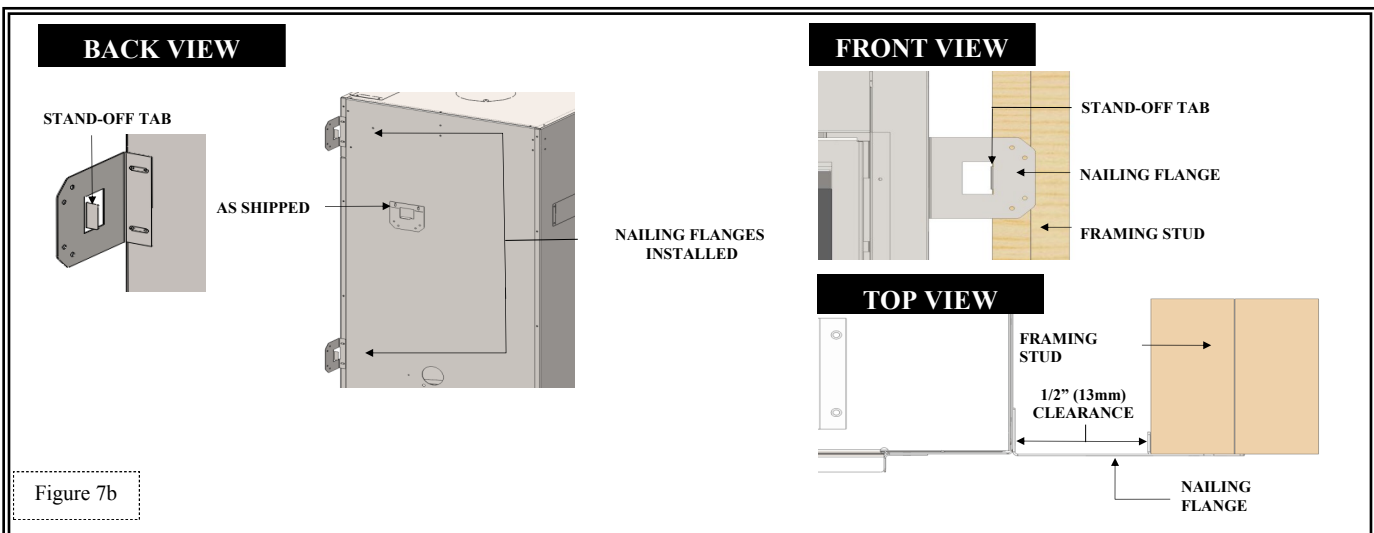 BACK VIEW
STAND-OFF TAB
AS SHIPPED
NAILING FLANGES
INSTALLED
FRONT VIEW
STAND-OFF TAB
NAILING FLANGE
FRAMING STUD
TOP VIEW
FRAMING
STUD
1/2” (13mm)
CLEARANCE
NAILING
FLANGE
Figure 7b